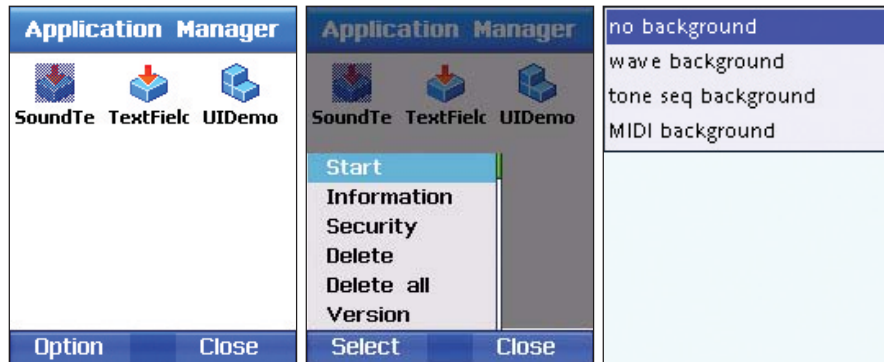 Application Manager
SoundTe TextFielc UIDemo
Option Close
Application Manager
SoundTe TextFielc UIDemo
Start
Information
Security
Delete
Delete all
Version
Select Close
no background
wave background
tone seq background
MIDI background